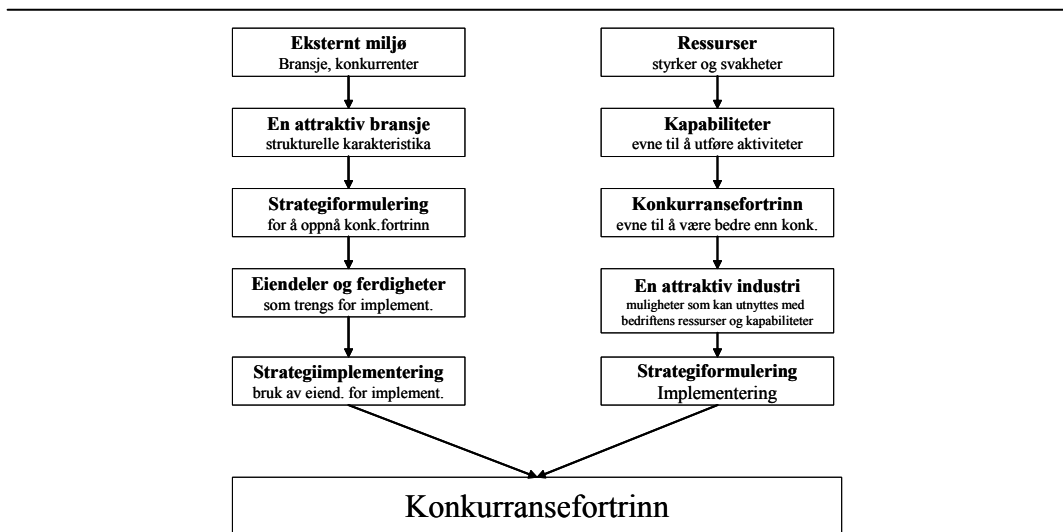 Eksternt miljø
Bransje, konkurrenter
En attraktiv bransje
strukturelle karakteristika
Strategiformulering
for å oppnå konk.fortrinn
Eiendeler og ferdigheter
som trengs for implement.
Strategiimplementering
bruk av eiend. for implement.
Ressurser
styrker og svakheter
Kapabiliteter
evne til å utføre aktiviteter
Konkurransefortrinn
evne til å være bedre enn konk.
En attraktiv industri
muligheter som kan utnyttes med
bedriftens ressurser og kapabiliteter
Strategiformulering
Implementering
Konkurransefortrinn